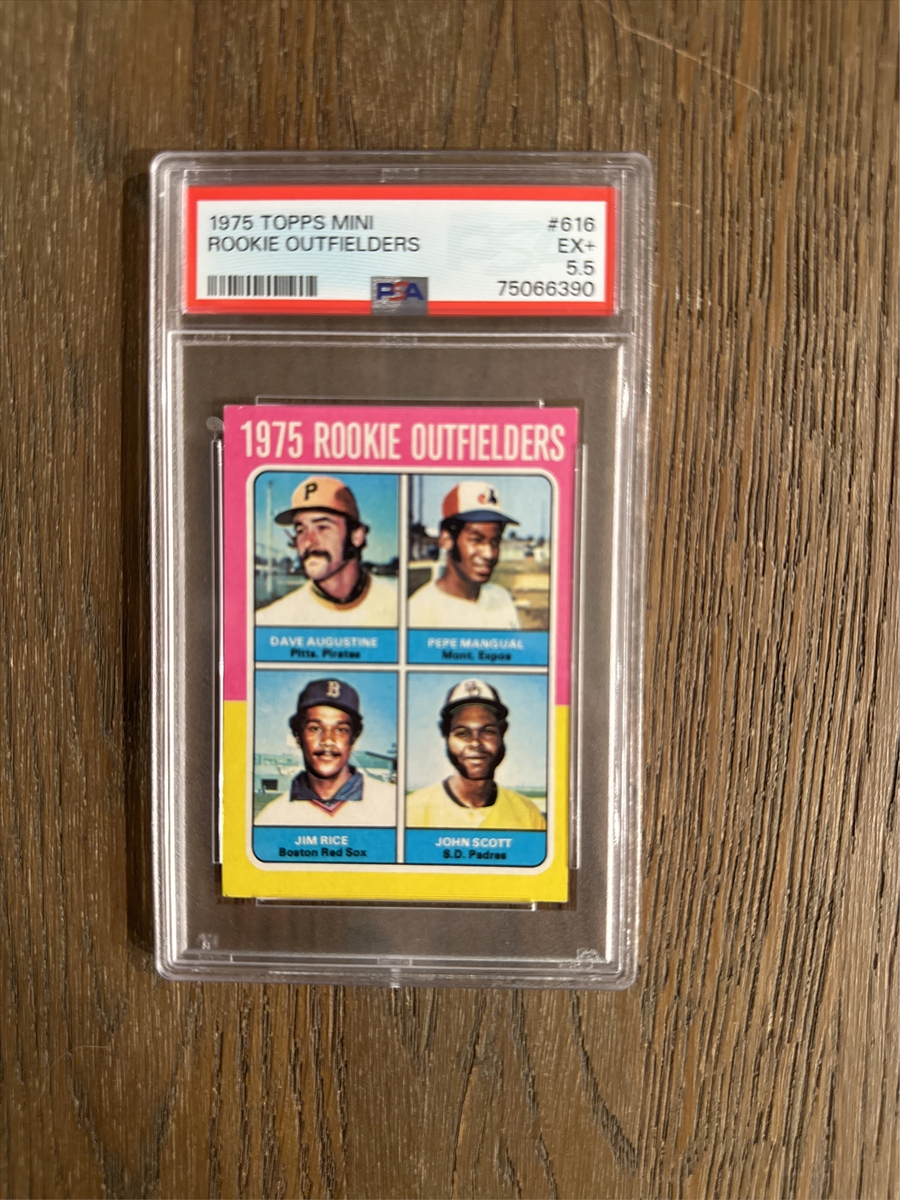 1975 TOPPS MINI #616
ROOKIE OUTFIELDERS EX+
5.5
PSA 75066390
1975 ROOKIE OUTFIELDERS
P
DAVE AUGUSTINE
Pitts. Pirates
PEPE MANGUAL
Mont. Expos
B
JIM RICE
Boston Red Sox
JOHN SCOTT
S.D. Padres